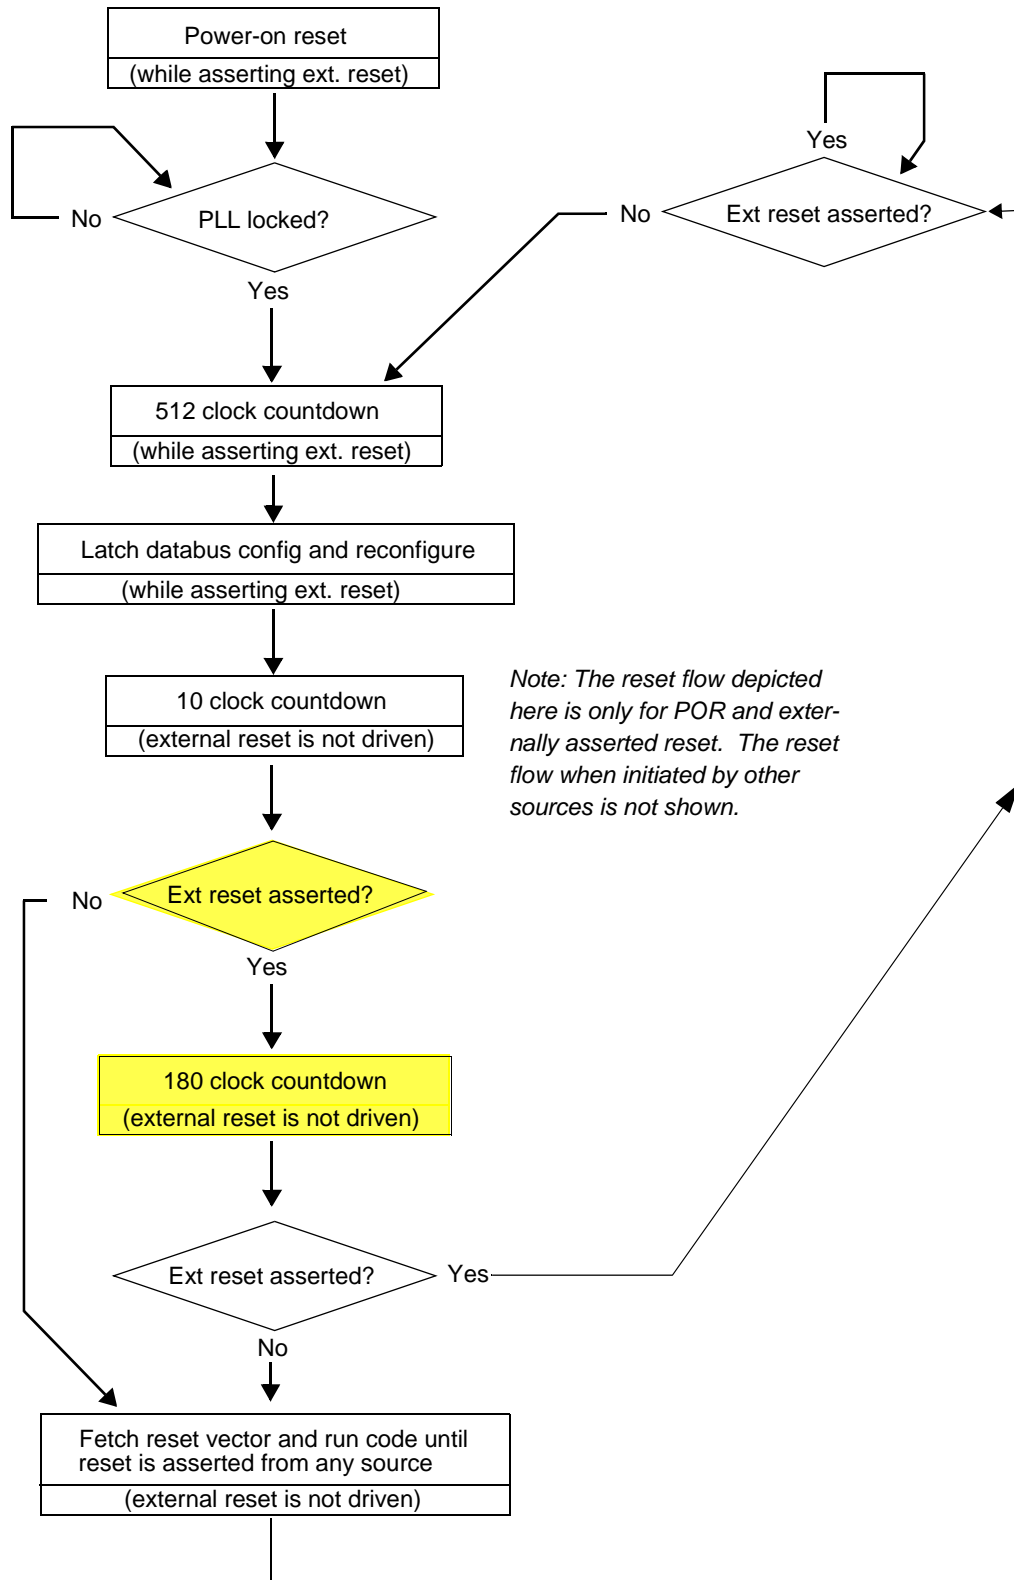 Power-on reset
(while asserting ext. reset)
Yes
No
PLL locked?
No
Ext reset asserted?
Yes
512 clock countdown
(while asserting ext. reset)
Latch databus config and reconfigure
(while asserting ext. reset)
10 clock countdown
(external reset is not driven)
Note: The reset flow depicted
here is only for POR and exter-
nally asserted reset. The reset
flow when initiated by other
sources is not shown.
No
Ext reset asserted?
Yes
180 clock countdown
(external reset is not driven)
Ext reset asserted?
Yes
No
Fetch reset vector and run code until
reset is asserted from any source
(external reset is not driven)